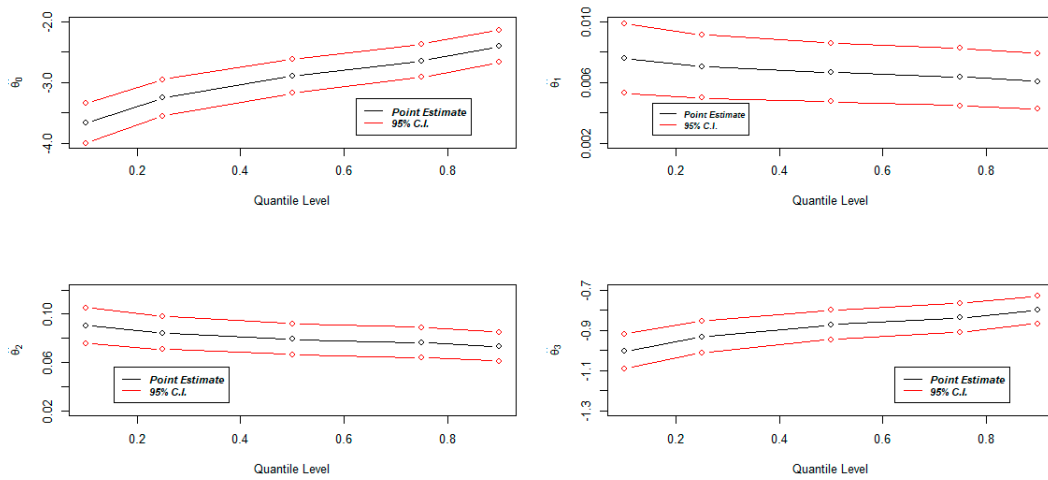 -2.0
-3.0
-4.0
θ̈0
Point Estimate
95% C.I.
0.2 0.4 0.6 0.8
Quantile Level
0.010
0.006
0.002
θ̈1
Point Estimate
95% C.I.
0.2 0.4 0.6 0.8
Quantile Level
0.10
0.06
0.02
θ̈2
Point Estimate
95% C.I.
0.2 0.4 0.6 0.8
Quantile Level
-0.7
-0.9
-1.1
-1.3
θ̈3
Point Estimate
95% C.I.
0.2 0.4 0.6 0.8
Quantile Level